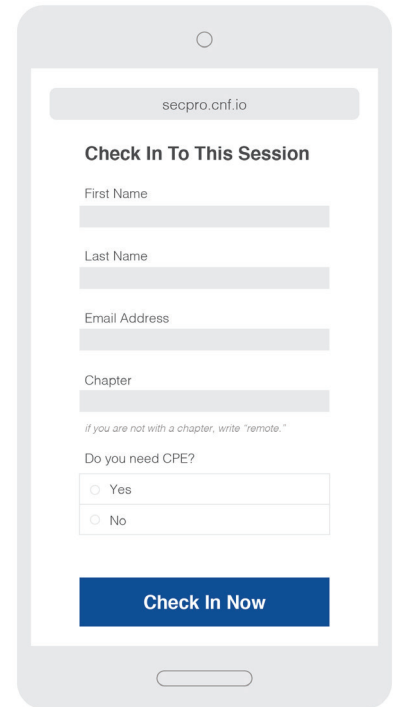 secpro.cnf.io
Check In To This Session
First Name
Last Name
Email Address
Chapter
if you are not with a chapter, write "remote."
Do you need CPE?
Yes
No
Check In Now